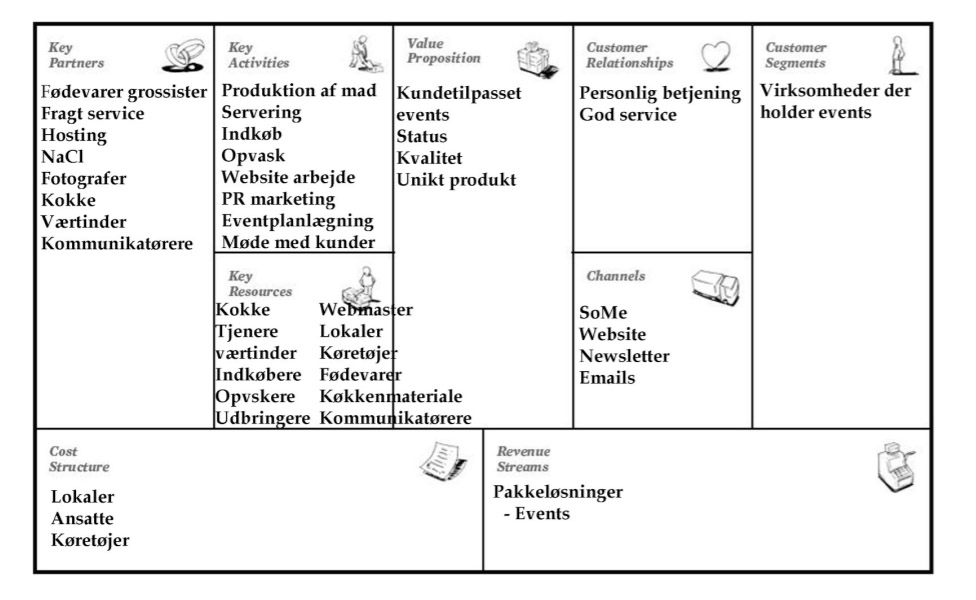 Key
Partners
Fødevarer grossister
Fragt service
Hosting
NaCl
Fotografer
Kokke
Værtinder
Kommunikatørere
Key
Activities
Produktion af mad
Servering
Indkøb
Opvask
Website arbejde
PR marketing
Eventplanlægning
Møde med kunder
Key
Resources
Kokke
Tjenere
værtinder
Indkøbere
Opvskere
Udbringere
Webmaster
Lokaler
Køretøjer
Fødevarer
Køkkenmateriale
Kommunikatørere
Value
Proposition
Kundetilpasset
events
Status
Kvalitet
Unikt produkt
Customer
Relationships
Personlig betjening
God service
Channels
SoMe
Website
Newsletter
Emails
Customer
Segments
Virksomheder der
holder events
Cost
Structure
Lokaler
Ansatte
Køretøjer
Revenue
Streams
Pakkeløsninger
- Events